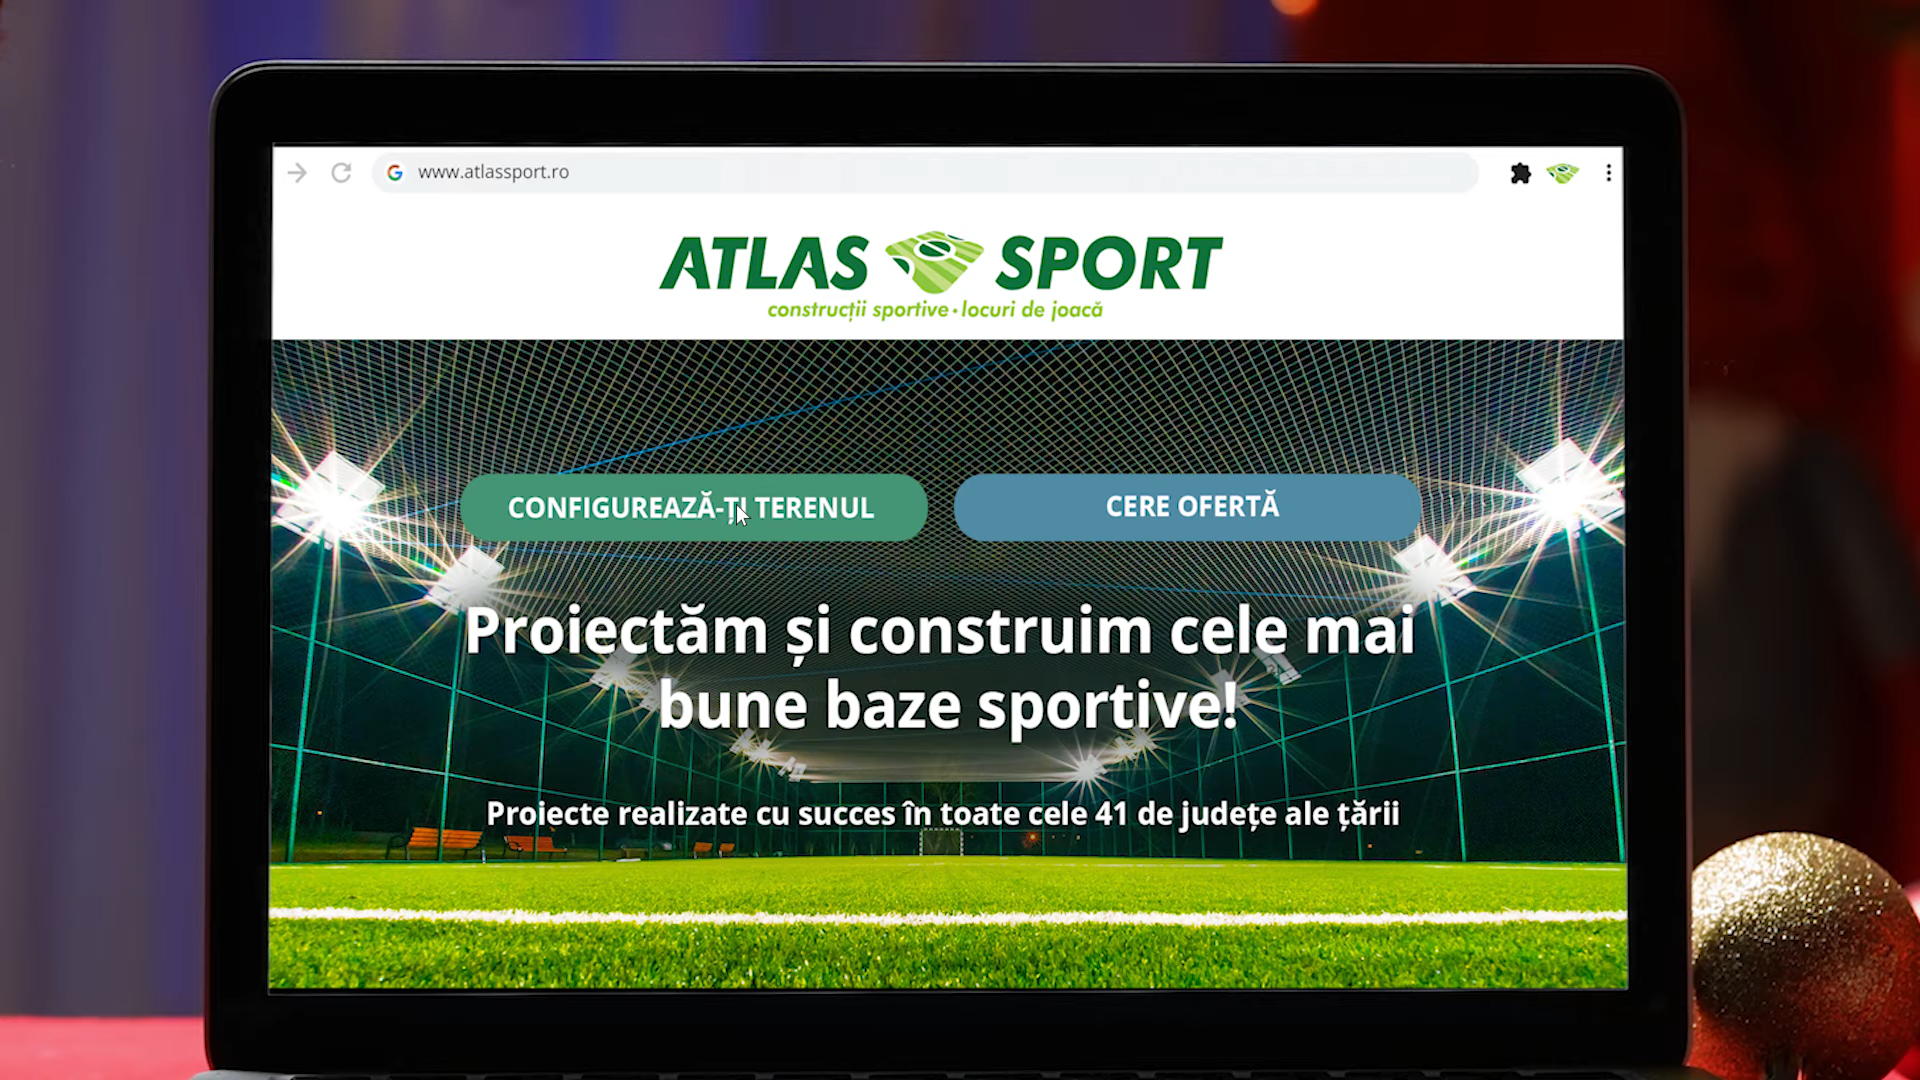 www.atlassport.ro
ATLAS SPORT
construcții sportive • locuri de joacă
CONFIGUREAZĂ-ȚI TERENUL
CERE OFERTĂ
Proiectăm și construim cele mai
bune baze sportive!
Proiecte realizate cu succes în toate cele 41 de județe ale țării